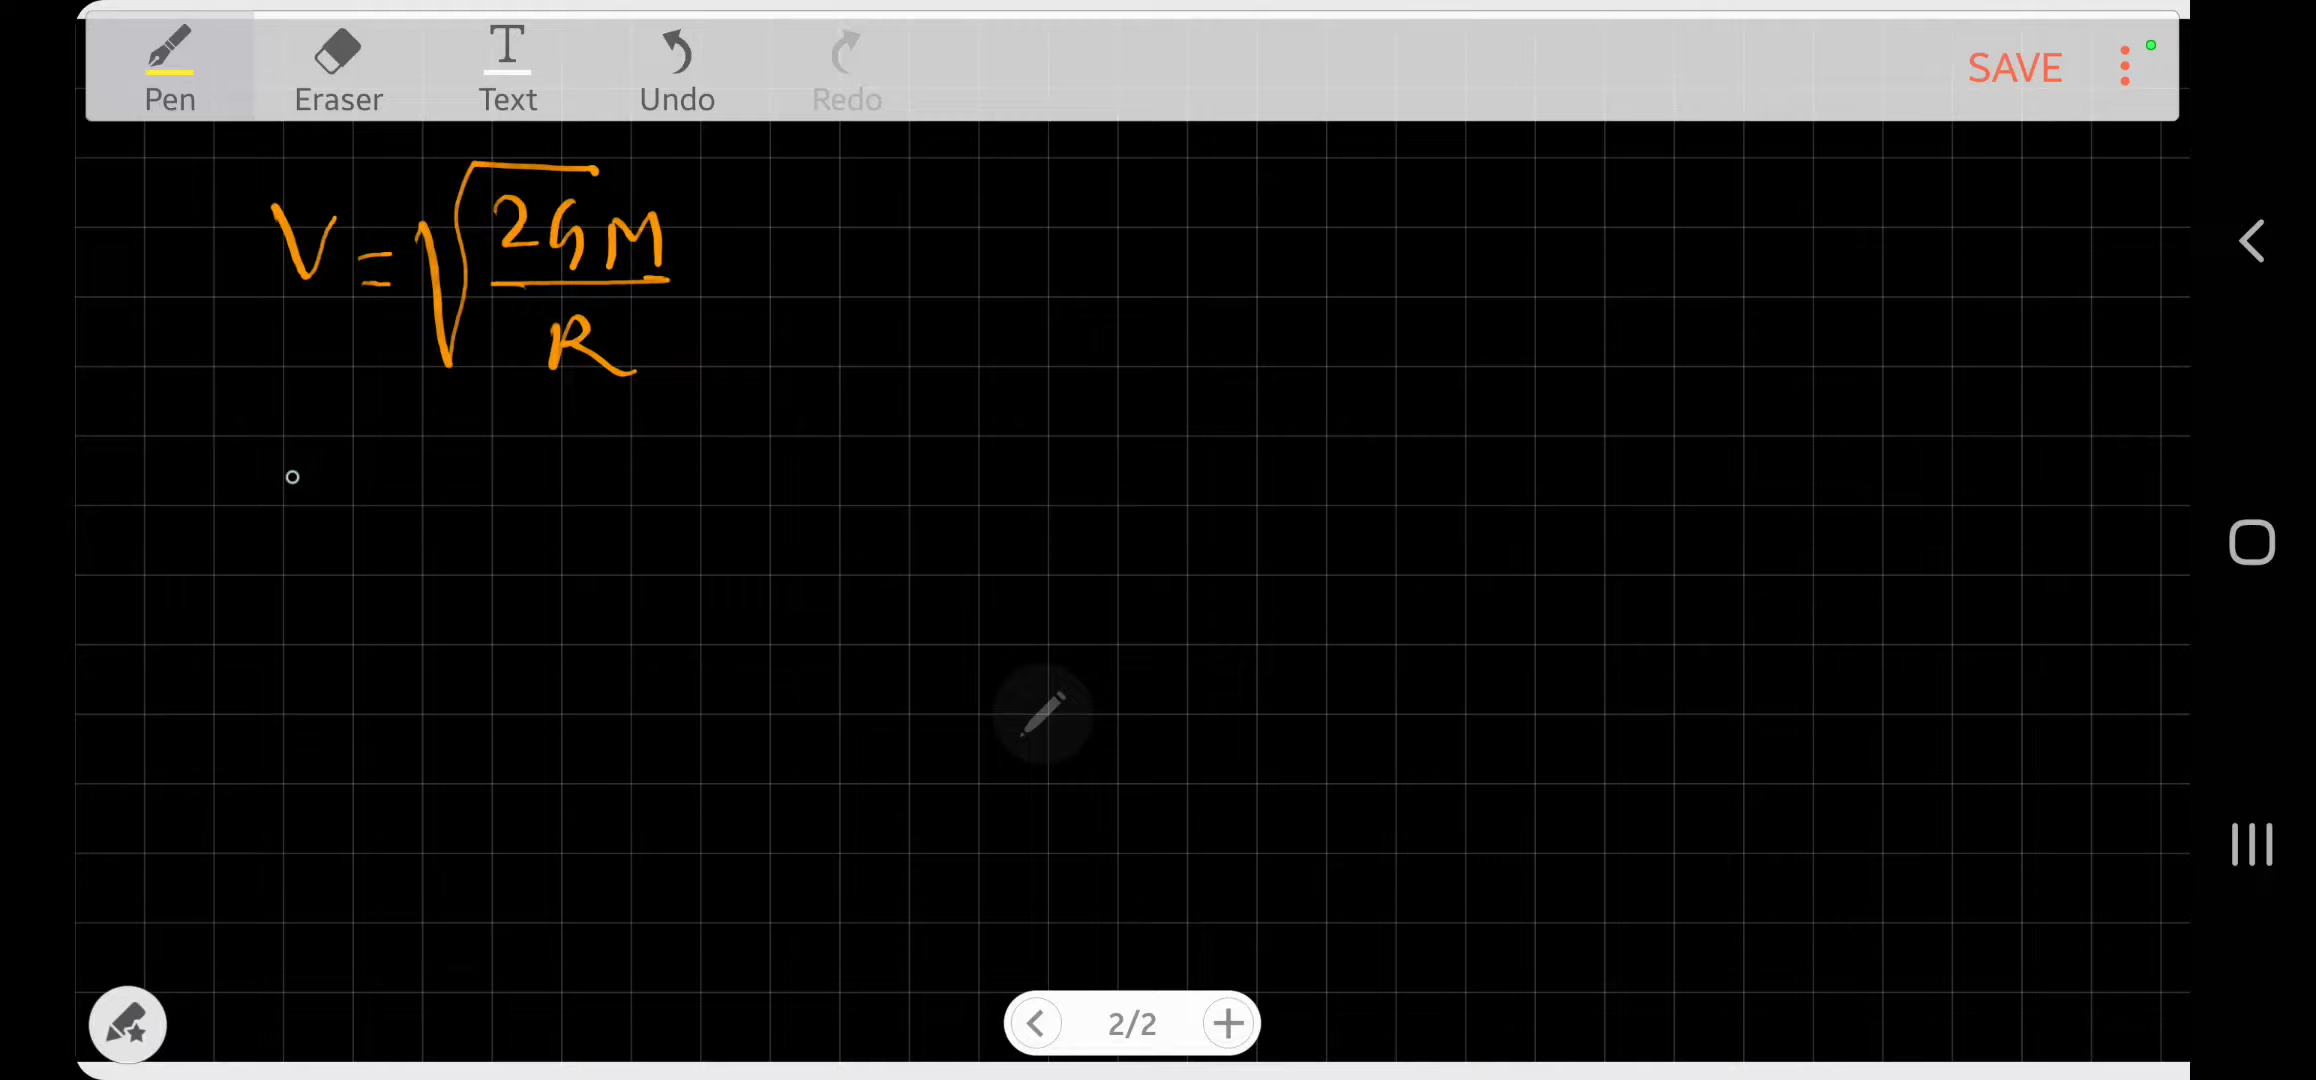 Pen Eraser Text Undo Redo SAVE
V = √(2GM/R)
2/2